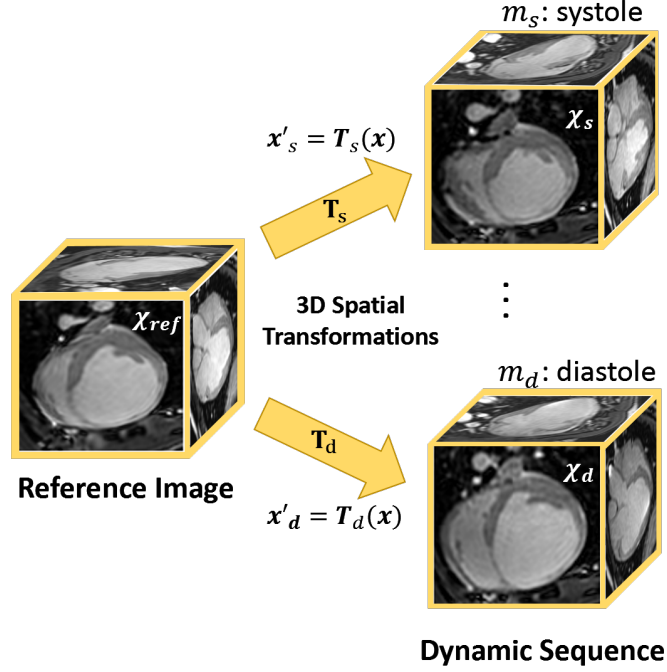 m_s: systole
χ_s
x'_s = T_s(x)
T_s
χ_ref
3D Spatial
Transformations
⋮
m_d: diastole
T_d
χ_d
Reference Image
x'_d = T_d(x)
Dynamic Sequence